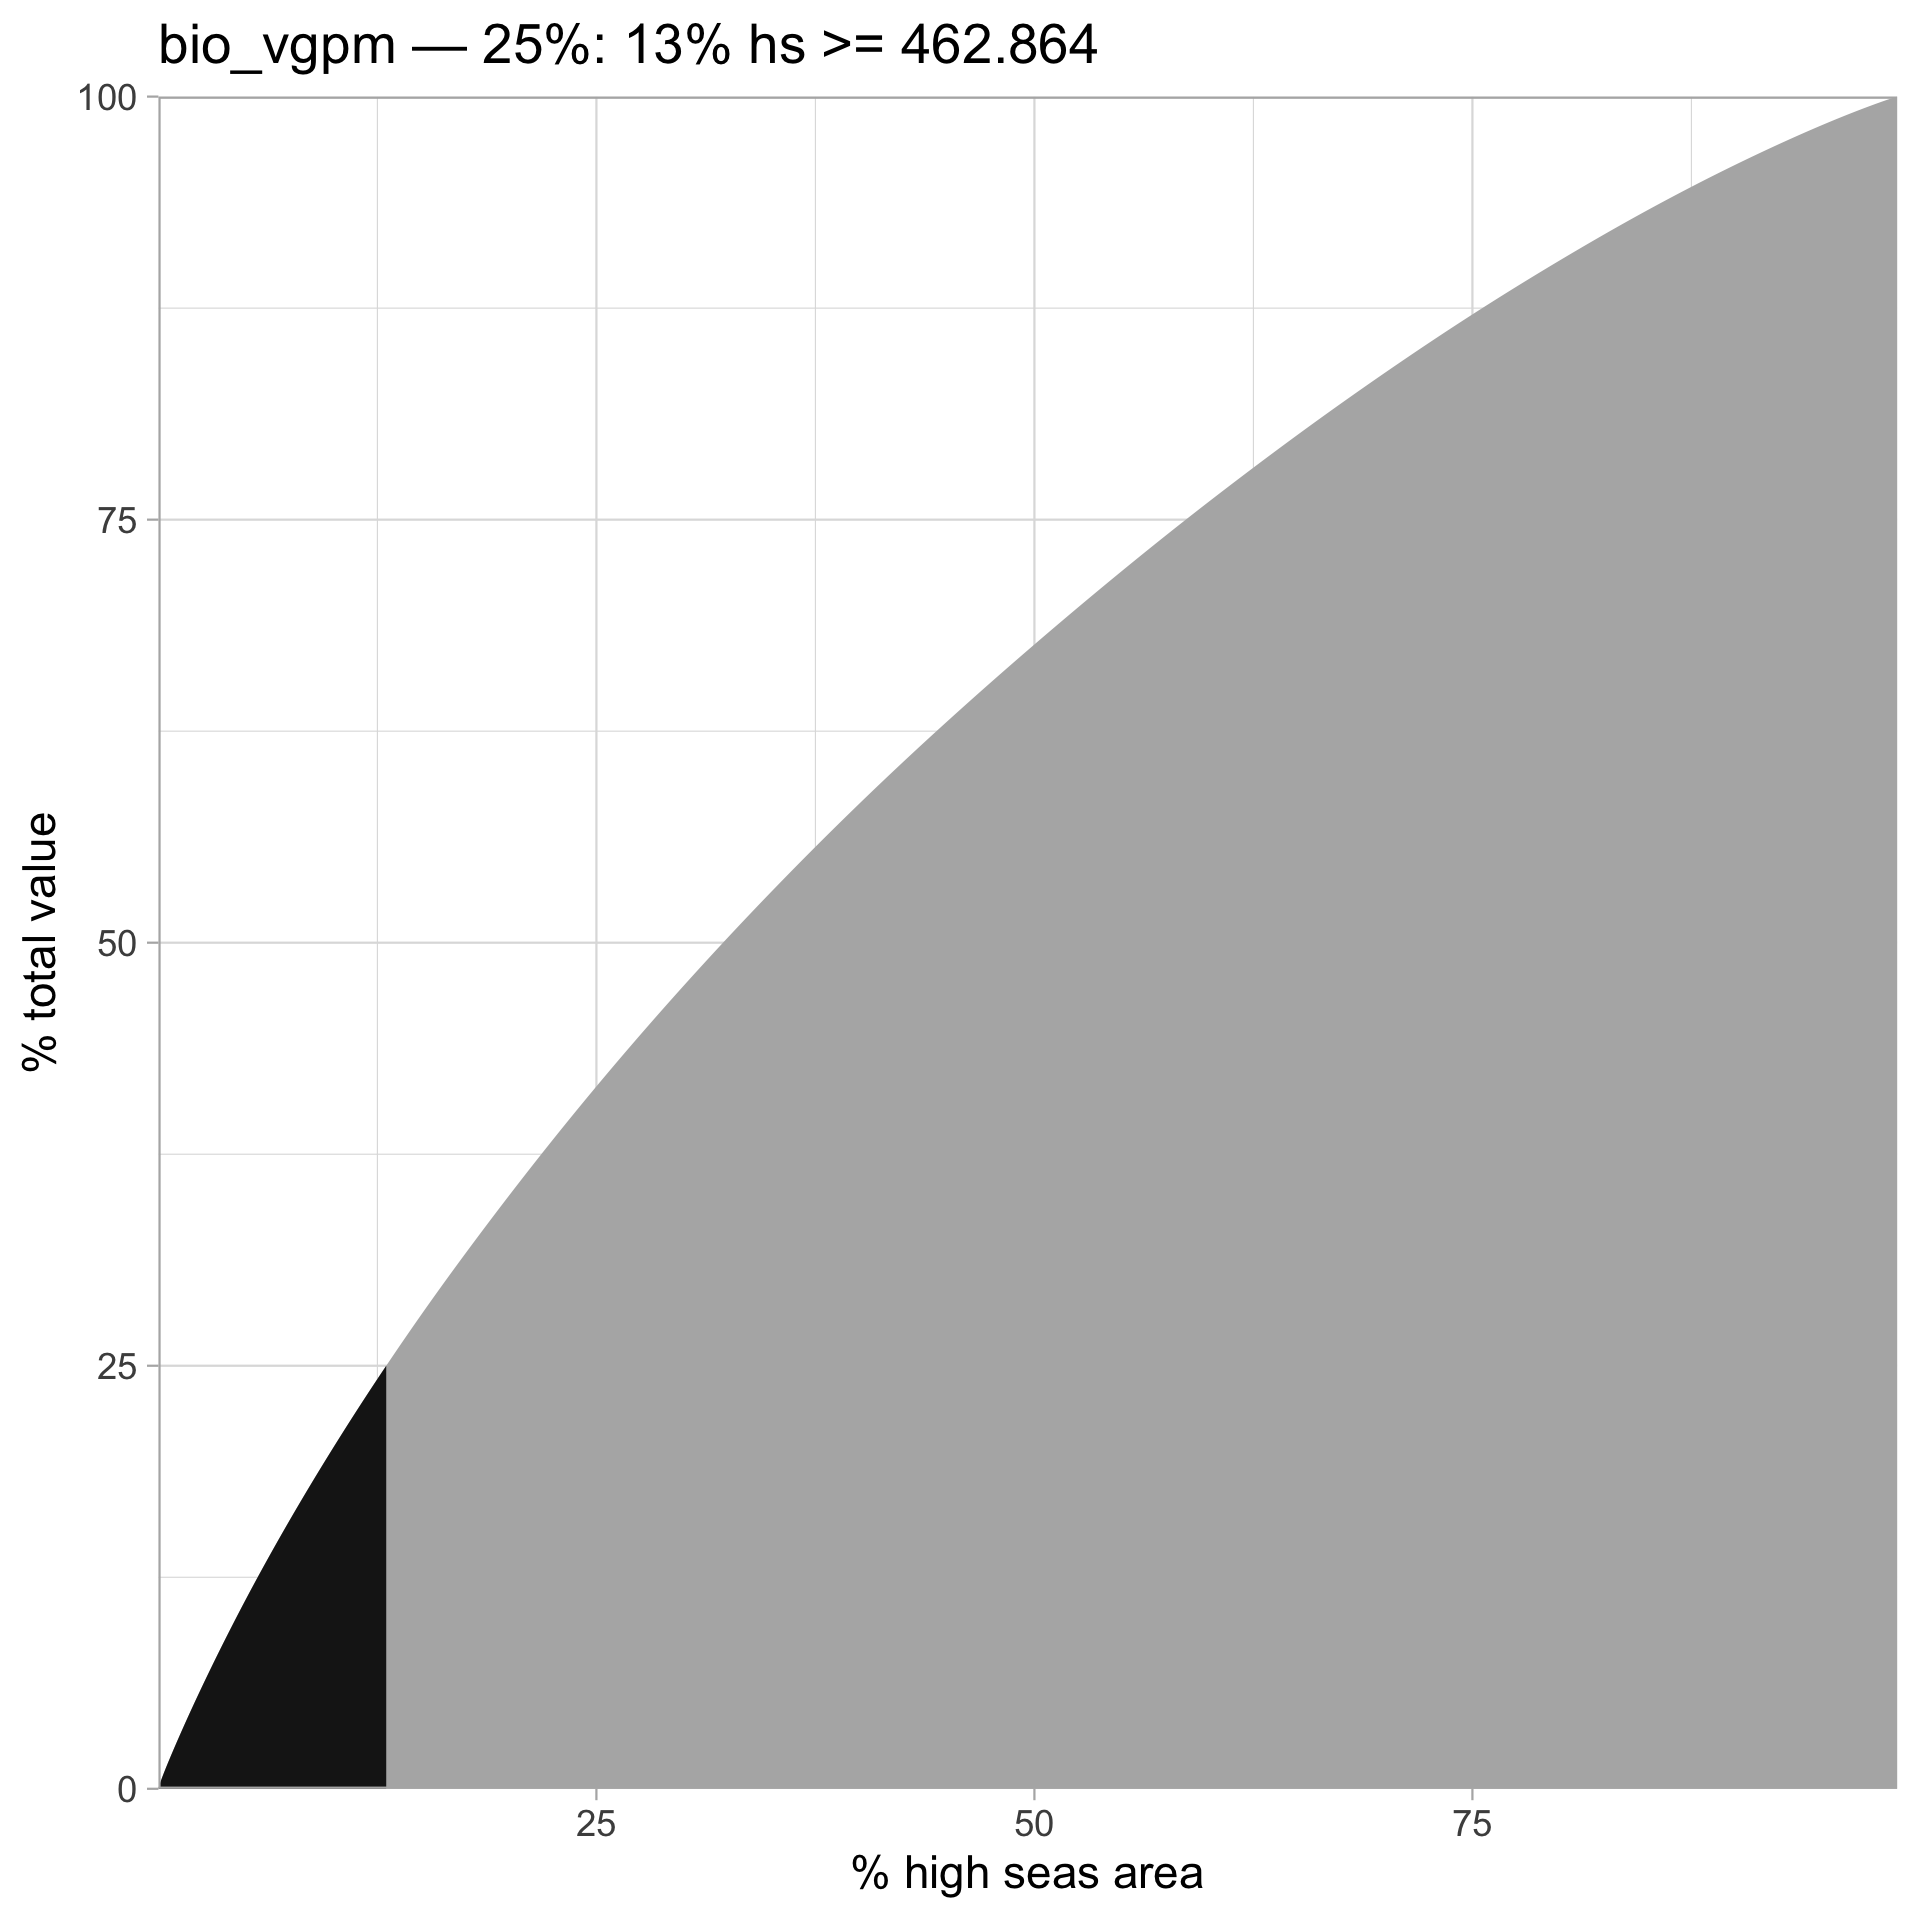 bio_vgpm — 25%: 13% hs >= 462.864
100
75
50
25
0
% total value
25
50
75
% high seas area